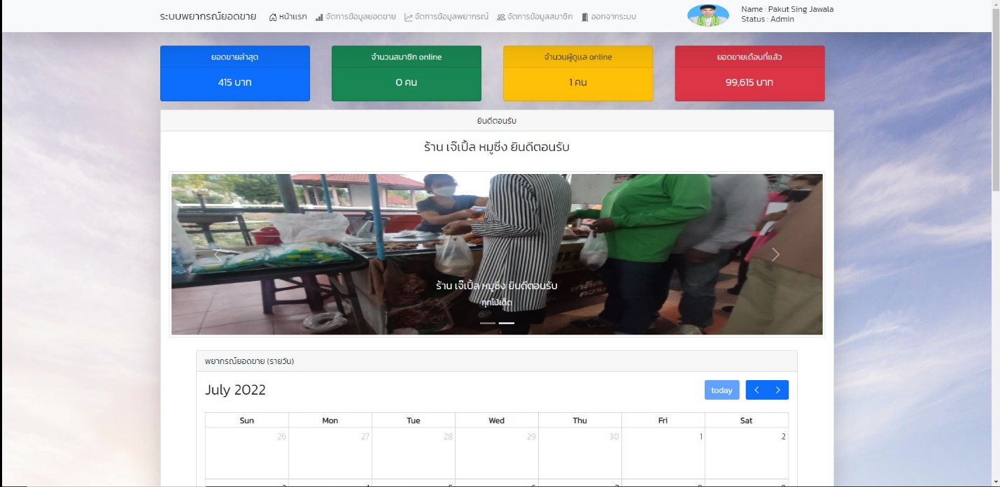 ระบบพยากรณ์ยอดขาย หน้าแรก จัดการข้อมูลยอดขาย จัดการข้อมูลพยากรณ์ จัดการข้อมูลสมาชิก ออกจากระบบ
Name : Pakut Sing Jawala
Status : Admin
ยอดขายล่าสุด
415 บาท
จำนวนสมาชิก online
0 คน
จำนวนผู้ดูแล online
1 คน
ยอดขายเดือนที่แล้ว
99,615 บาท
ยินดีตอนรับ
ร้าน เจ๊เปิ้ล หมูซิ่ง ยินดีตอนรับ
ร้าน เจ๊เปิ้ล หมูซิ่ง ยินดีตอนรับ
ทุกไม้เด็ด
พยากรณ์ยอดขาย (รายวัน)
July 2022
today
Sun Mon Tue Wed Thu Fri Sat
26 27 28 29 30 1 2